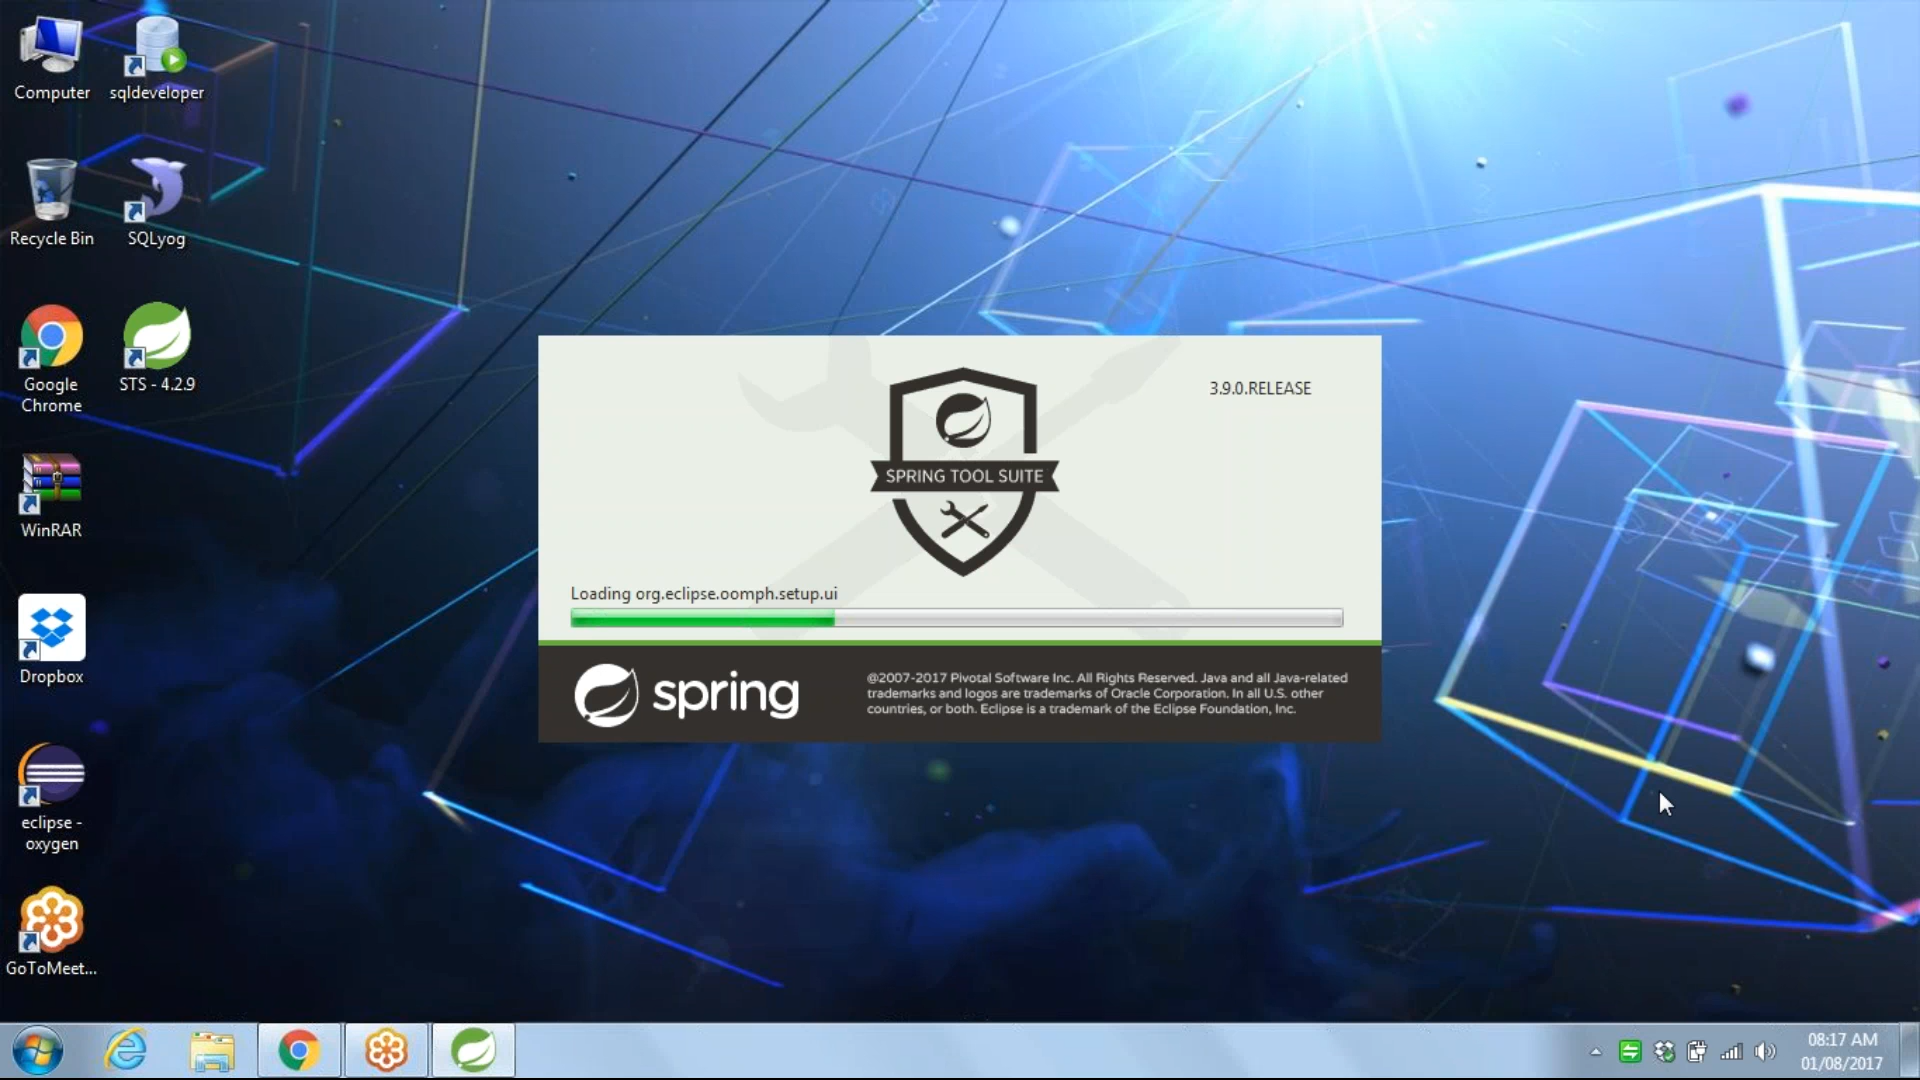 Computer
sqldeveloper
Recycle Bin
SQLyog
Google
Chrome
STS - 4.2.9
WinRAR
Dropbox
eclipse -
oxygen
GoToMeet...
3.9.0.RELEASE
SPRING TOOL SUITE
Loading org.eclipse.oomph.setup.ui
spring
@2007-2017 Pivotal Software Inc. All Rights Reserved. Java and all Java-related
trademarks and logos are trademarks of Oracle Corporation. In all U.S. other
countries, or both. Eclipse is a trademark of the Eclipse Foundation, Inc.
08:17 AM
01/08/2017